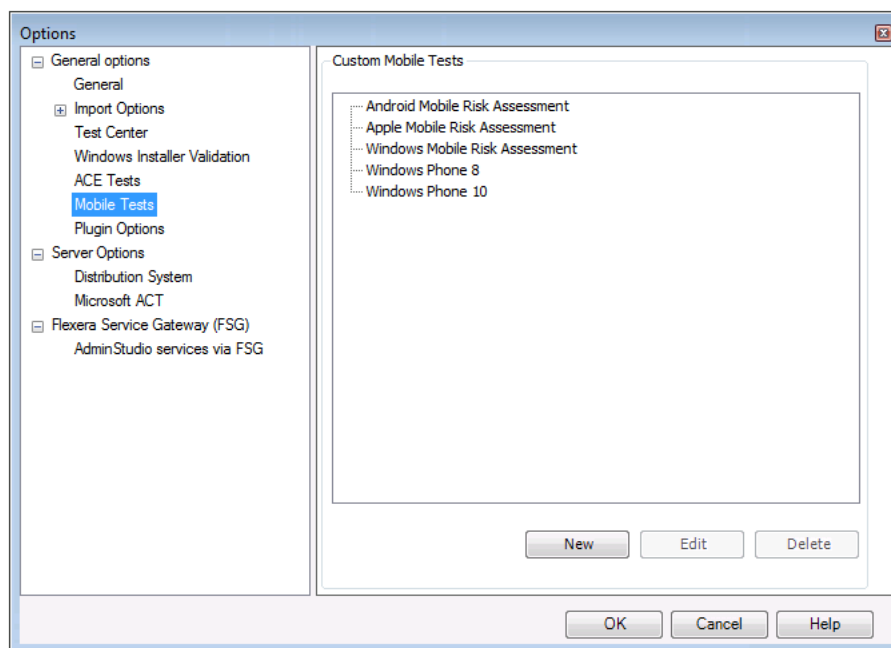 Options
General options
General
Import Options
Test Center
Windows Installer Validation
ACE Tests
Mobile Tests
Plugin Options
Server Options
Distribution System
Microsoft ACT
Flexera Service Gateway (FSG)
AdminStudio services via FSG
Custom Mobile Tests
Android Mobile Risk Assessment
Apple Mobile Risk Assessment
Windows Mobile Risk Assessment
Windows Phone 8
Windows Phone 10
New Edit Delete
OK Cancel Help